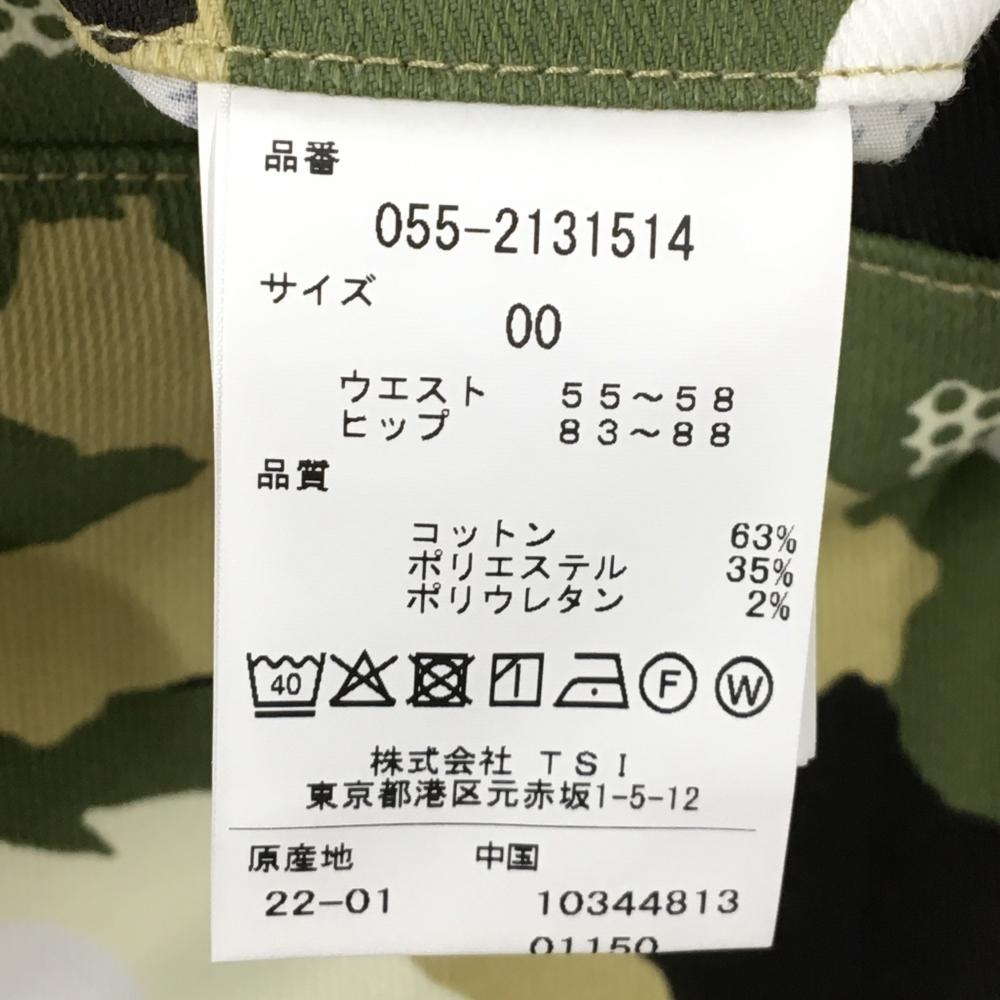 品番
055-2131514
サイズ
00
ウエスト 55~58
ヒップ 83~88
品質
コットン 63%
ポリエステル 35%
ポリウレタン 2%
40 F W
株式会社 TSI
東京都港区元赤坂1-5-12
原産地 中国
22-01 10344813
01150